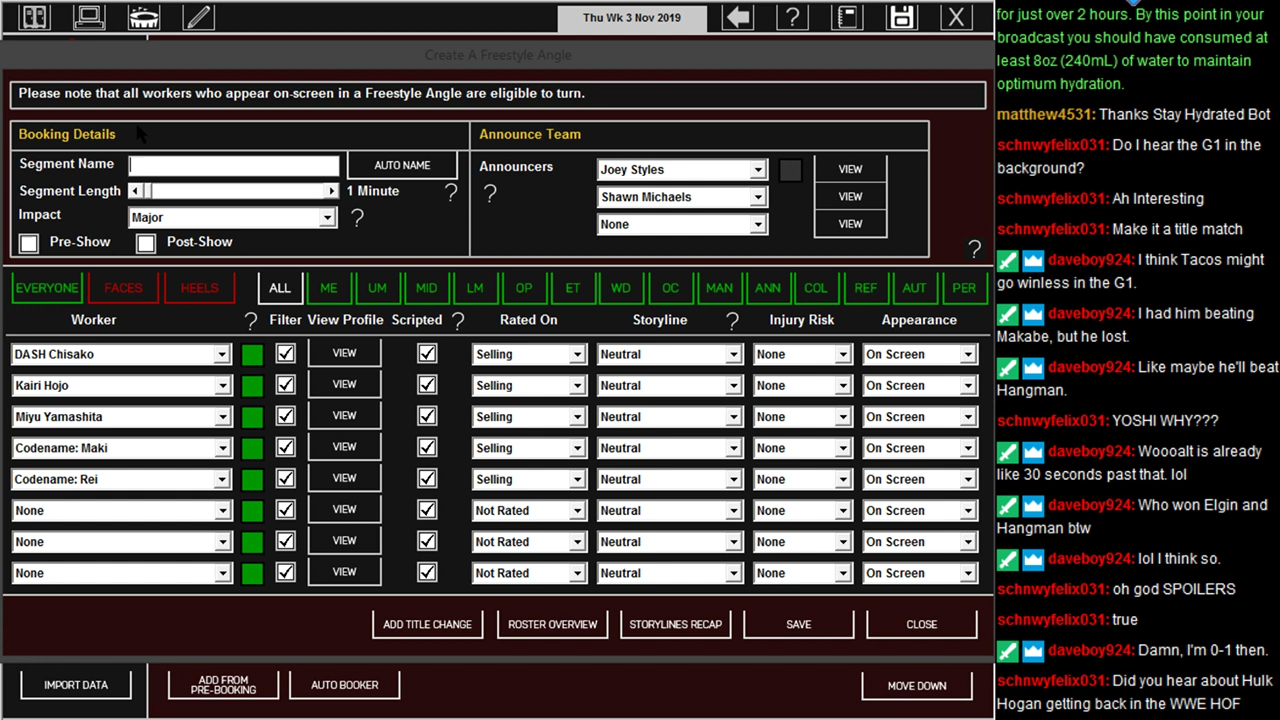 Thu Wk 3 Nov 2019
?
X
Create A Freestyle Angle
Please note that all workers who appear on-screen in a Freestyle Angle are eligible to turn.
Booking Details
Segment Name
AUTO NAME
Segment Length
1 Minute
?
Impact
Major
?
Pre-Show
Post-Show
Announce Team
Announcers
?
Joey Styles
VIEW
Shawn Michaels
VIEW
None
VIEW
?
EVERYONE FACES HEELS ALL ME UM MID LM OP ET WD OC MAN ANN COL REF AUT PER
Worker ? Filter View Profile Scripted ? Rated On Storyline ? Injury Risk Appearance
DASH Chisako VIEW Selling Neutral None On Screen
Kairi Hojo VIEW Selling Neutral None On Screen
Miyu Yamashita VIEW Selling Neutral None On Screen
Codename: Maki VIEW Selling Neutral None On Screen
Codename: Rei VIEW Selling Neutral None On Screen
None VIEW Not Rated Neutral None On Screen
None VIEW Not Rated Neutral None On Screen
None VIEW Not Rated Neutral None On Screen
ADD TITLE CHANGE ROSTER OVERVIEW STORYLINES RECAP SAVE CLOSE
IMPORT DATA
ADD FROM
PRE-BOOKING
AUTO BOOKER
MOVE DOWN
for just over 2 hours. By this point in your
broadcast you should have consumed at
least 8oz (240mL) of water to maintain
optimum hydration.
matthew4531: Thanks Stay Hydrated Bot
schnwyfelix031: Do I hear the G1 in the
background?
schnwyfelix031: Ah Interesting
schnwyfelix031: Make it a title match
daveboy924: I think Tacos might
go winless in the G1.
daveboy924: I had him beating
Makabe, but he lost.
daveboy924: Like maybe he'll beat
Hangman.
schnwyfelix031: YOSHI WHY???
daveboy924: Woooalt is already
like 30 seconds past that. lol
daveboy924: Who won Elgin and
Hangman btw
daveboy924: lol I think so.
schnwyfelix031: oh god SPOILERS
schnwyfelix031: true
daveboy924: Damn, I'm 0-1 then.
schnwyfelix031: Did you hear about Hulk
Hogan getting back in the WWE HOF